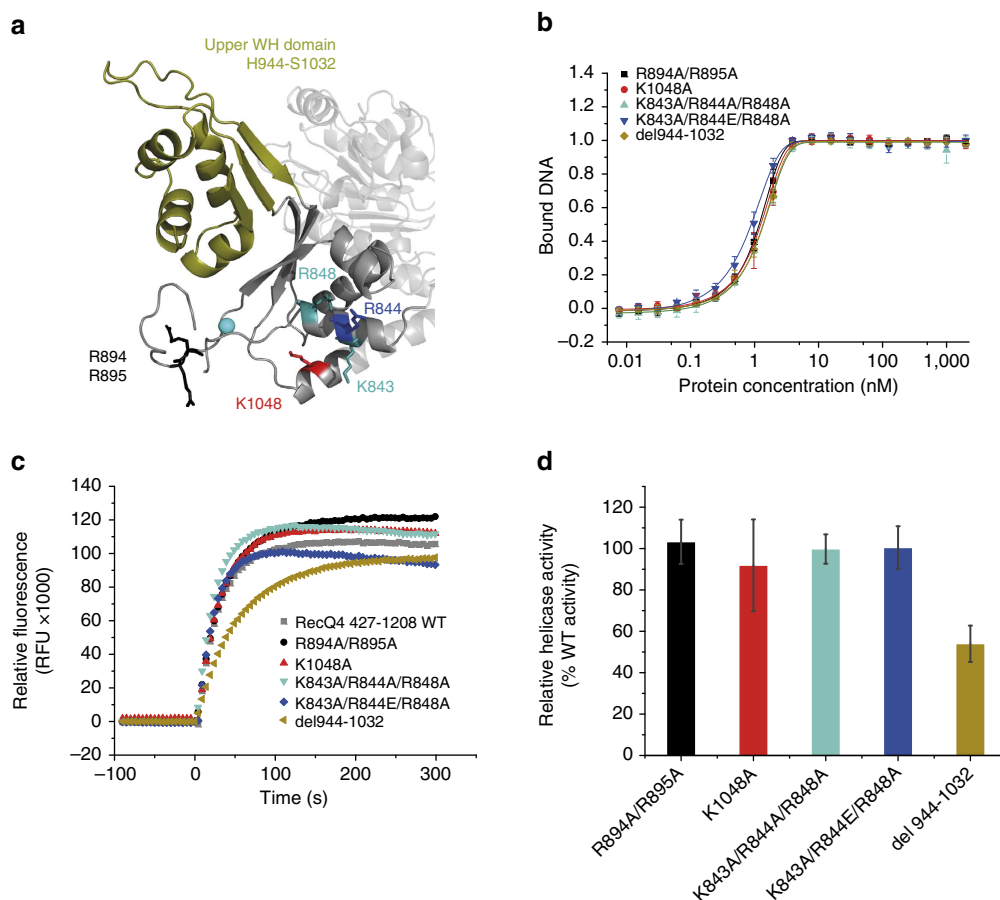 a
Upper WH domain
H944-S1032
R848
R844
R894
R895
K843
K1048
b
R894A/R895A
K1048A
K843A/R844A/R848A
K843A/R844E/R848A
del944-1032
1.4
1.2
1.0
0.8
0.6
0.4
0.2
0.0
–0.2
Bound DNA
0.01
0.1
1
10
100
1,000
Protein concentration (nM)
c
140
120
100
80
60
40
20
0
–20
Relative fluorescence
(RFU ×1000)
RecQ4 427-1208 WT
R894A/R895A
K1048A
K843A/R844A/R848A
K843A/R844E/R848A
del944-1032
–100
0
100
200
300
Time (s)
d
120
100
80
60
40
20
0
Relative helicase activity
(% WT activity)
R894A/R895A
K1048A
K843A/R844A/R848A
K843A/R844E/R848A
del 944-1032